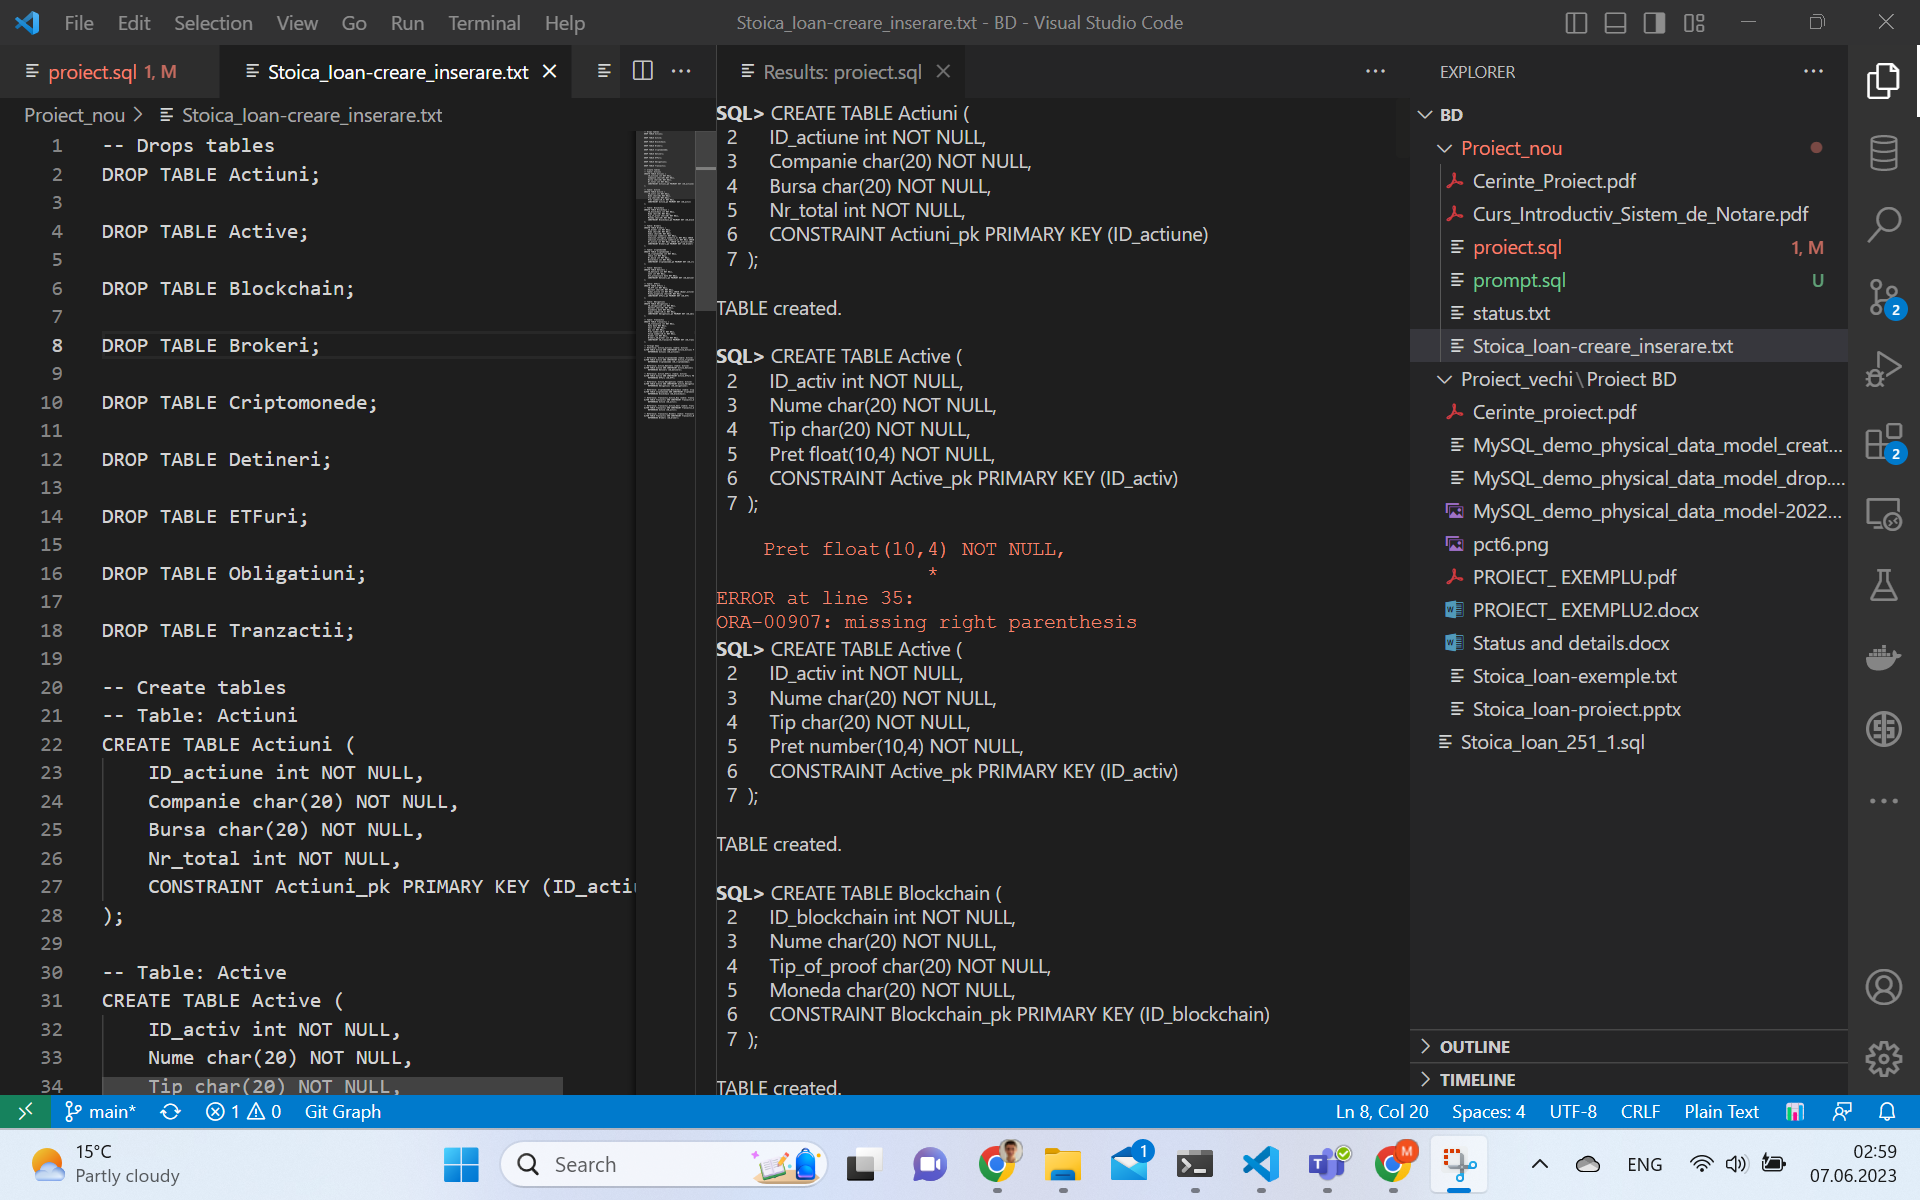 File Edit Selection View Go Run Terminal Help
Stoica_Ioan-creare_inserare.txt - BD - Visual Studio Code
proiect.sql 1, M
Stoica_Ioan-creare_inserare.txt
Proiect_nou > Stoica_Ioan-creare_inserare.txt
1 -- Drops tables
2 DROP TABLE Actiuni;
3
4 DROP TABLE Active;
5
6 DROP TABLE Blockchain;
7
8 DROP TABLE Brokeri;
9
10 DROP TABLE Criptomonede;
11
12 DROP TABLE Detineri;
13
14 DROP TABLE ETFuri;
15
16 DROP TABLE Obligatiuni;
17
18 DROP TABLE Tranzactii;
19
20 -- Create tables
21 -- Table: Actiuni
22 CREATE TABLE Actiuni (
23 ID_actiune int NOT NULL,
24 Companie char(20) NOT NULL,
25 Bursa char(20) NOT NULL,
26 Nr_total int NOT NULL,
27 CONSTRAINT Actiuni_pk PRIMARY KEY (ID_actiu
28 );
29
30 -- Table: Active
31 CREATE TABLE Active (
32 ID_activ int NOT NULL,
33 Nume char(20) NOT NULL,
34 Tip char(20) NOT NULL,
Results: proiect.sql
SQL> CREATE TABLE Actiuni (
2 ID_actiune int NOT NULL,
3 Companie char(20) NOT NULL,
4 Bursa char(20) NOT NULL,
5 Nr_total int NOT NULL,
6 CONSTRAINT Actiuni_pk PRIMARY KEY (ID_actiune)
7 );
TABLE created.
SQL> CREATE TABLE Active (
2 ID_activ int NOT NULL,
3 Nume char(20) NOT NULL,
4 Tip char(20) NOT NULL,
5 Pret float(10,4) NOT NULL,
6 CONSTRAINT Active_pk PRIMARY KEY (ID_activ)
7 );
Pret float(10,4) NOT NULL,
*
ERROR at line 35:
ORA-00907: missing right parenthesis
SQL> CREATE TABLE Active (
2 ID_activ int NOT NULL,
3 Nume char(20) NOT NULL,
4 Tip char(20) NOT NULL,
5 Pret number(10,4) NOT NULL,
6 CONSTRAINT Active_pk PRIMARY KEY (ID_activ)
7 );
TABLE created.
SQL> CREATE TABLE Blockchain (
2 ID_blockchain int NOT NULL,
3 Nume char(20) NOT NULL,
4 Tip_of_proof char(20) NOT NULL,
5 Moneda char(20) NOT NULL,
6 CONSTRAINT Blockchain_pk PRIMARY KEY (ID_blockchain)
7 );
TABLE created.
EXPLORER
BD
Proiect_nou
Cerinte_Proiect.pdf
Curs_Introductiv_Sistem_de_Notare.pdf
proiect.sql 1, M
prompt.sql U
status.txt
Stoica_Ioan-creare_inserare.txt
Proiect_vechi\Proiect BD
Cerinte_proiect.pdf
MySQL_demo_physical_data_model_creat...
MySQL_demo_physical_data_model_drop....
MySQL_demo_physical_data_model-2022...
pct6.png
PROIECT_ EXEMPLU.pdf
PROIECT_ EXEMPLU2.docx
Status and details.docx
Stoica_Ioan-exemple.txt
Stoica_Ioan-proiect.pptx
Stoica_Ioan_251_1.sql
OUTLINE
TIMELINE
2
2
main* 1 0 Git Graph
Ln 8, Col 20 Spaces: 4 UTF-8 CRLF Plain Text
15°C
Partly cloudy
Search
1
M
ENG
02:59
07.06.2023